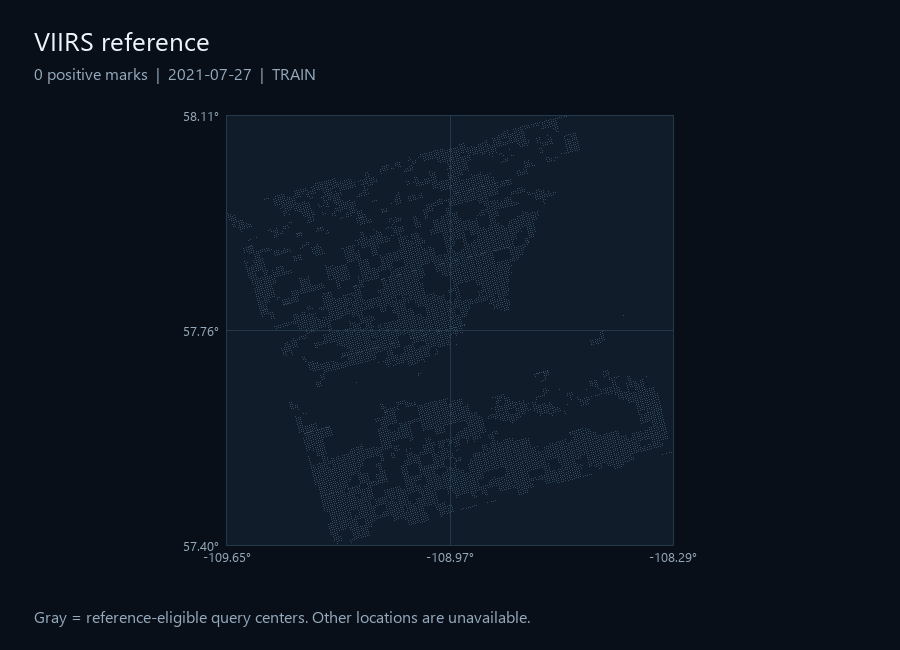 VIIRS reference
0 positive marks | 2021-07-27 | TRAIN
58.11°
57.76°
57.40°
-109.65° -108.97° -108.29°
Gray = reference-eligible query centers. Other locations are unavailable.